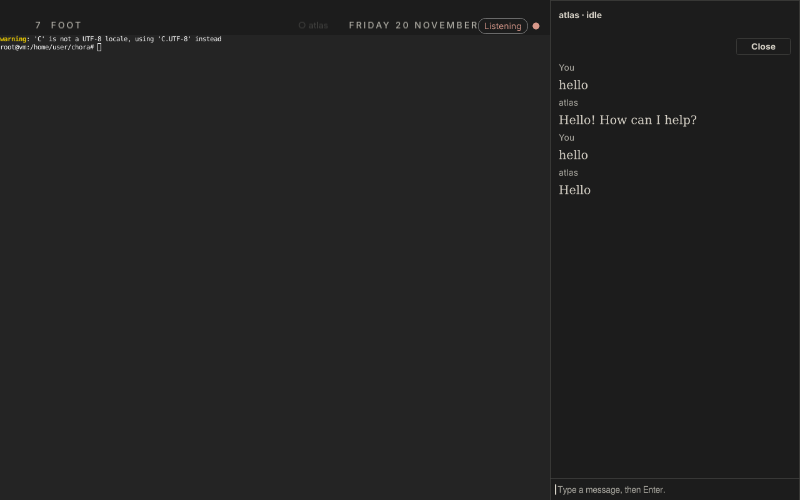 7 FOOT
atlas
FRIDAY 20 NOVEMBER
Listening
warning: 'C' is not a UTF-8 locale, using 'C.UTF-8' instead
root@vm:/home/user/chora#
atlas · idle
Close
You
hello
atlas
Hello! How can I help?
You
hello
atlas
Hello
Type a message, then Enter.